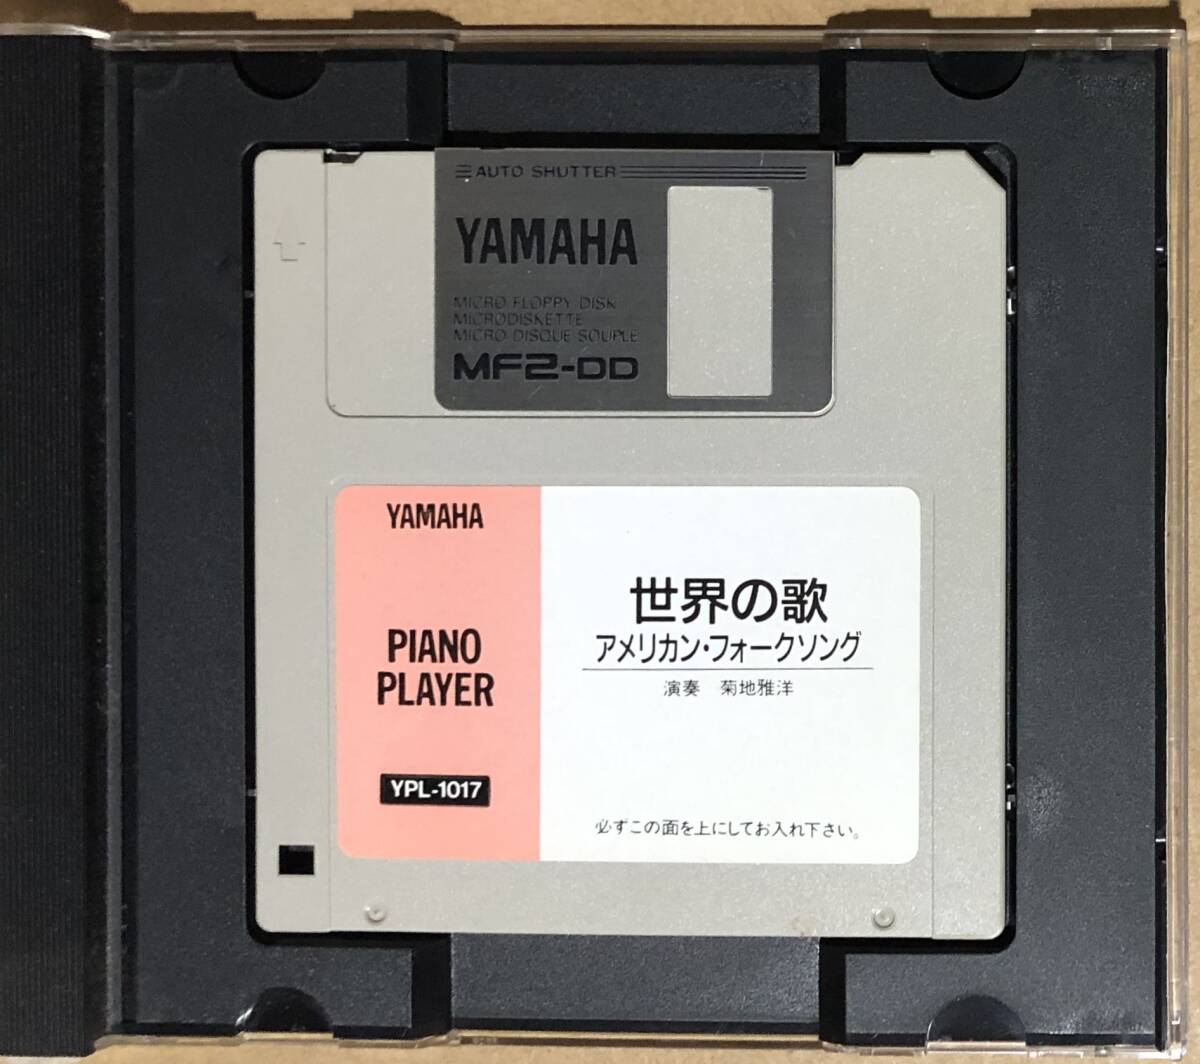 AUTO SHUTTER
YAMAHA
MICRO FLOPPY DISK
MICRODISKETTE
MICRO DISQUE SOUPLE
MF2-DD
YAMAHA
PIANO
PLAYER
YPL-1017
世界の歌
アメリカン・フォークソング
演奏 菊地雅洋
必ずこの面を上にしてお入れ下さい。